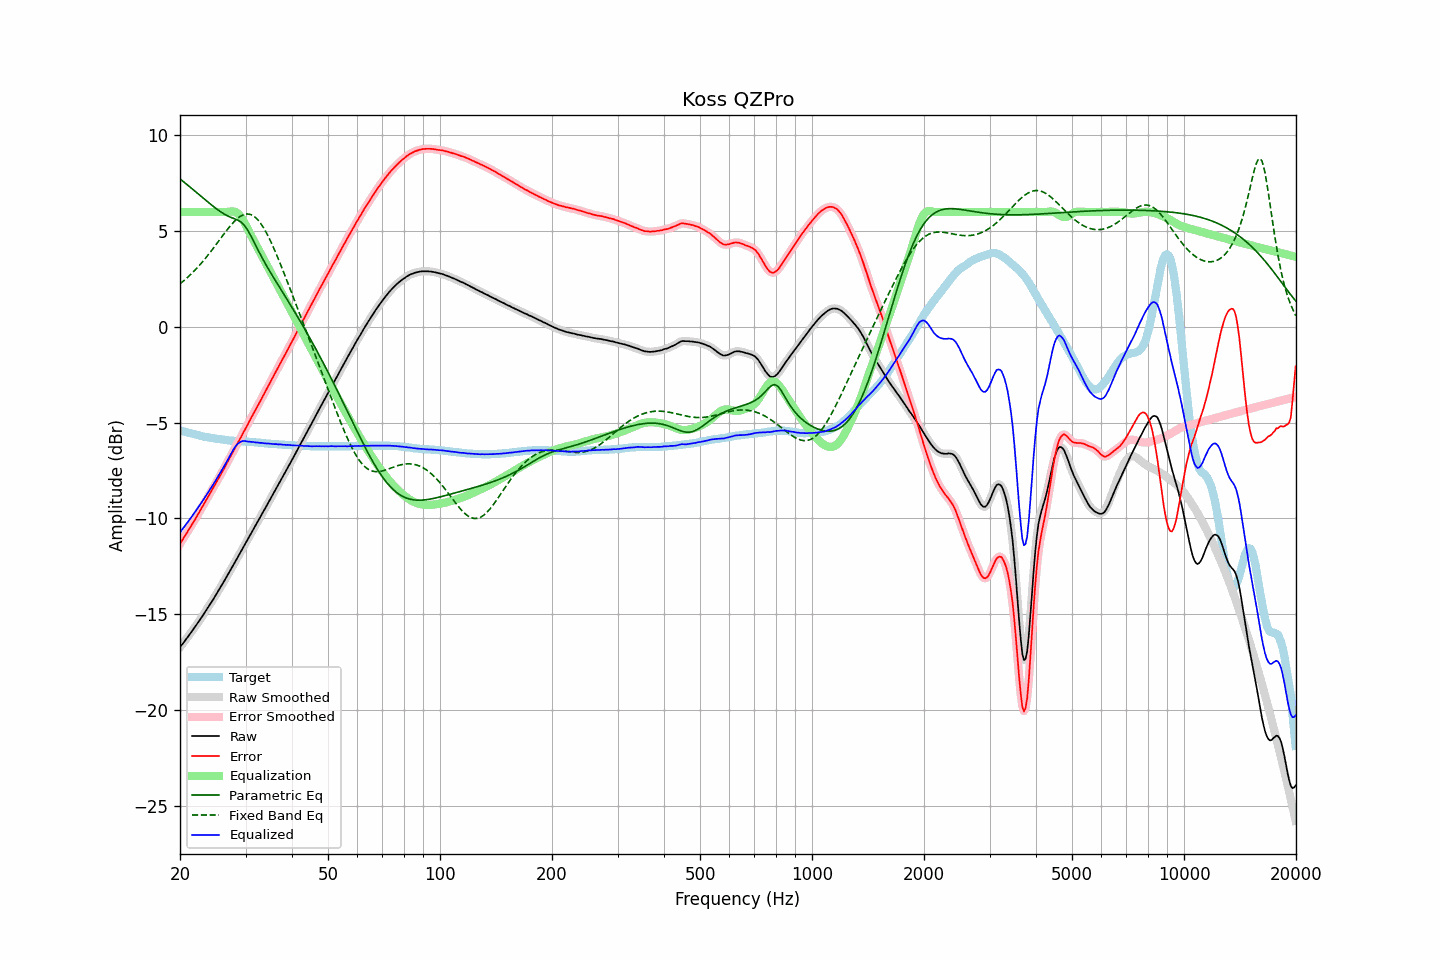 Koss QZPro
10
5
0
−5
−10
−15
−20
−25
Amplitude (dBr)
Target
Raw Smoothed
Error Smoothed
Raw
Error
Equalization
Parametric Eq
Fixed Band Eq
Equalized
20 50 100 200 500 1000 2000 5000 10000 20000
Frequency (Hz)